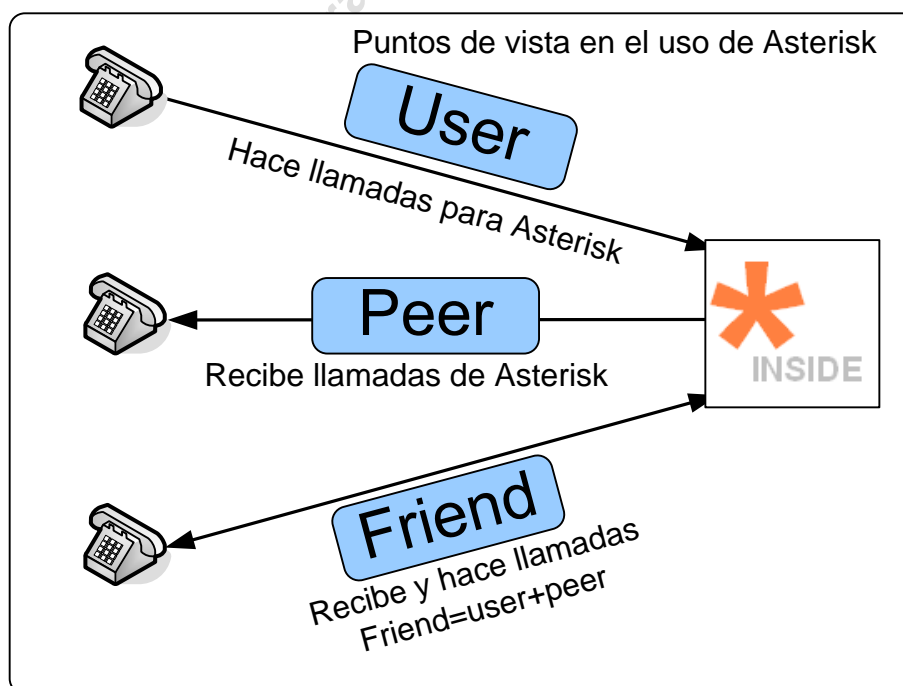 Puntos de vista en el uso de Asterisk
User
Hace llamadas para Asterisk
Peer
INSIDE
Recibe llamadas de Asterisk
Friend
Recibe y hace llamadas
Friend=user+peer